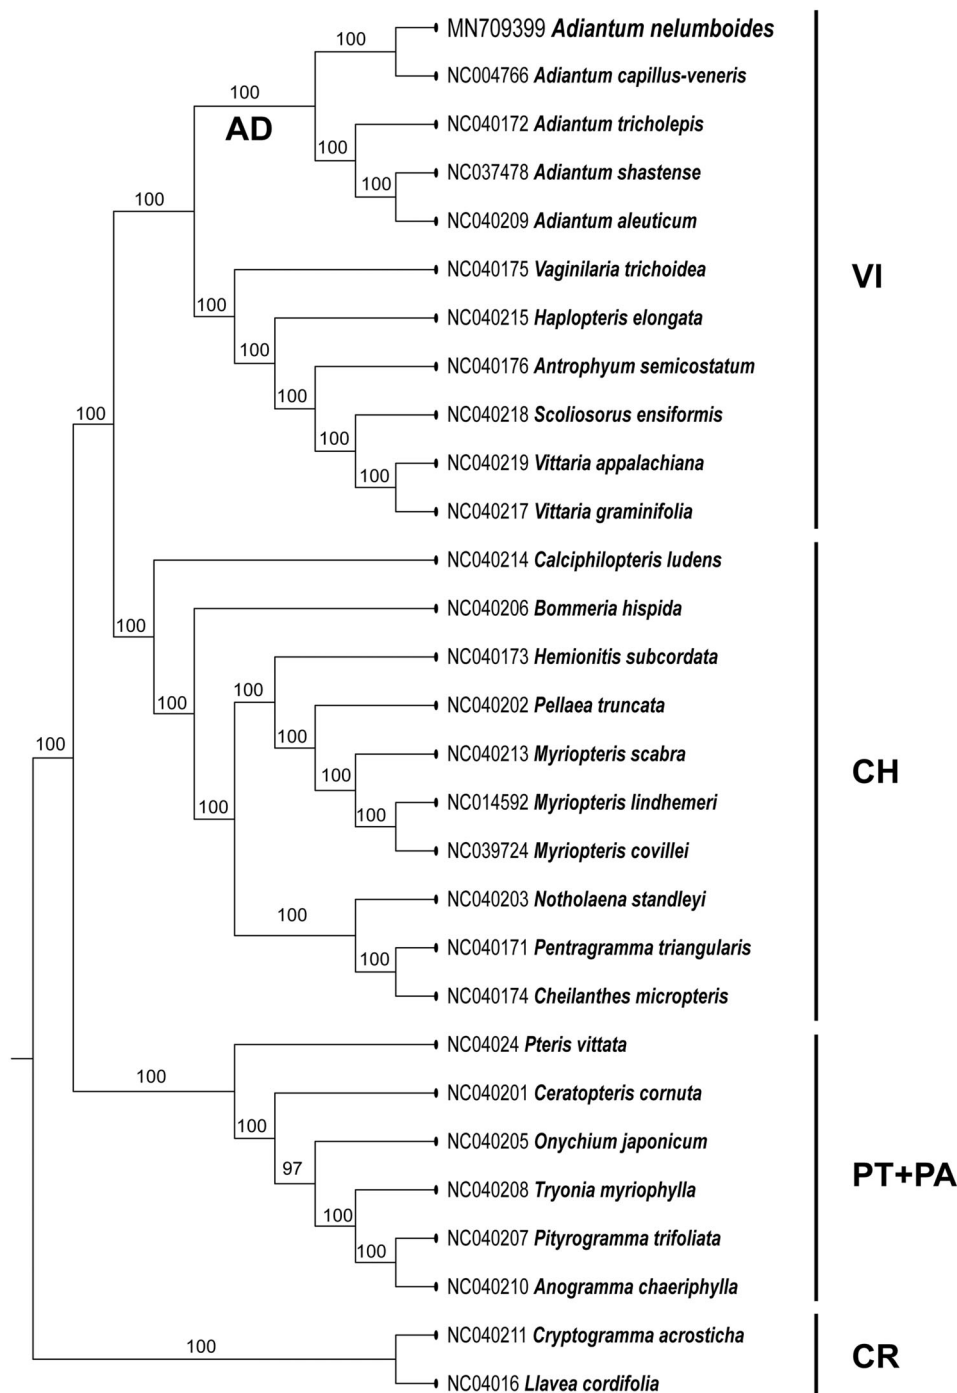 MN709399 Adiantum nelumboides
100
NC004766 Adiantum capillus-veneris
100
AD
NC040172 Adiantum tricholepis
100
NC037478 Adiantum shastense
100
NC040209 Adiantum aleuticum
100
VI
NC040175 Vaginilaria trichoidea
100
NC040215 Haplopteris elongata
100
NC040176 Antrophyum semicostatum
100
NC040218 Scoliosorus ensiformis
100
100
NC040219 Vittaria appalachiana
100
NC040217 Vittaria graminifolia
NC040214 Calciphilopteris ludens
NC040206 Bommeria hispida
100
NC040173 Hemionitis subcordata
100
100
NC040202 Pellaea truncata
100
100
NC040213 Myriopteris scabra
100
CH
NC014592 Myriopteris lindhemeri
100
100
NC039724 Myriopteris covillei
NC040203 Notholaena standleyi
100
NC040171 Pentragramma triangularis
100
NC040174 Cheilanthes micropteris
NC04024 Pteris vittata
100
NC040201 Ceratopteris cornuta
100
NC040205 Onychium japonicum
97
PT+PA
NC040208 Tryonia myriophylla
100
NC040207 Pityrogramma trifoliata
100
NC040210 Anogramma chaeriphylla
NC040211 Cryptogramma acrosticha
100
CR
NC04016 Llavea cordifolia